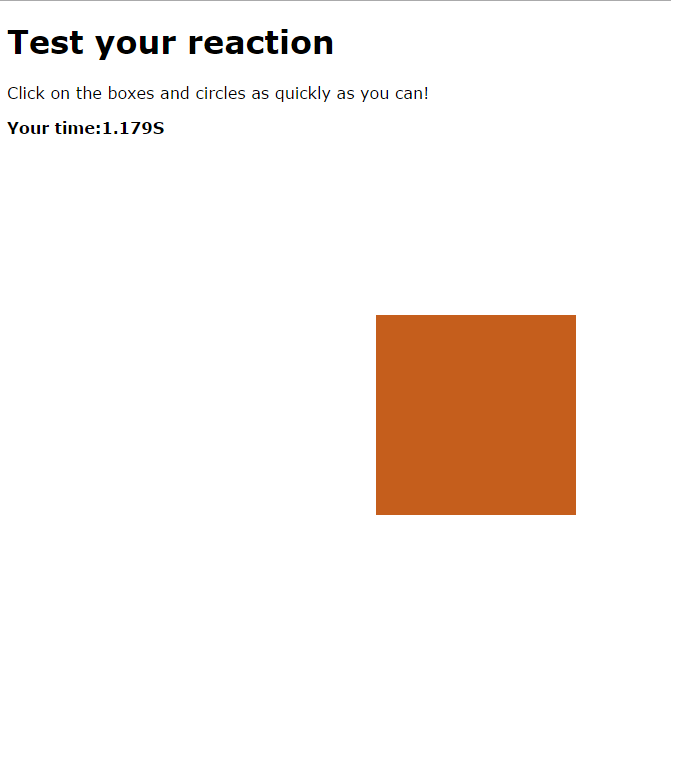 Test your reaction
Click on the boxes and circles as quickly as you can!
Your time:1.179S